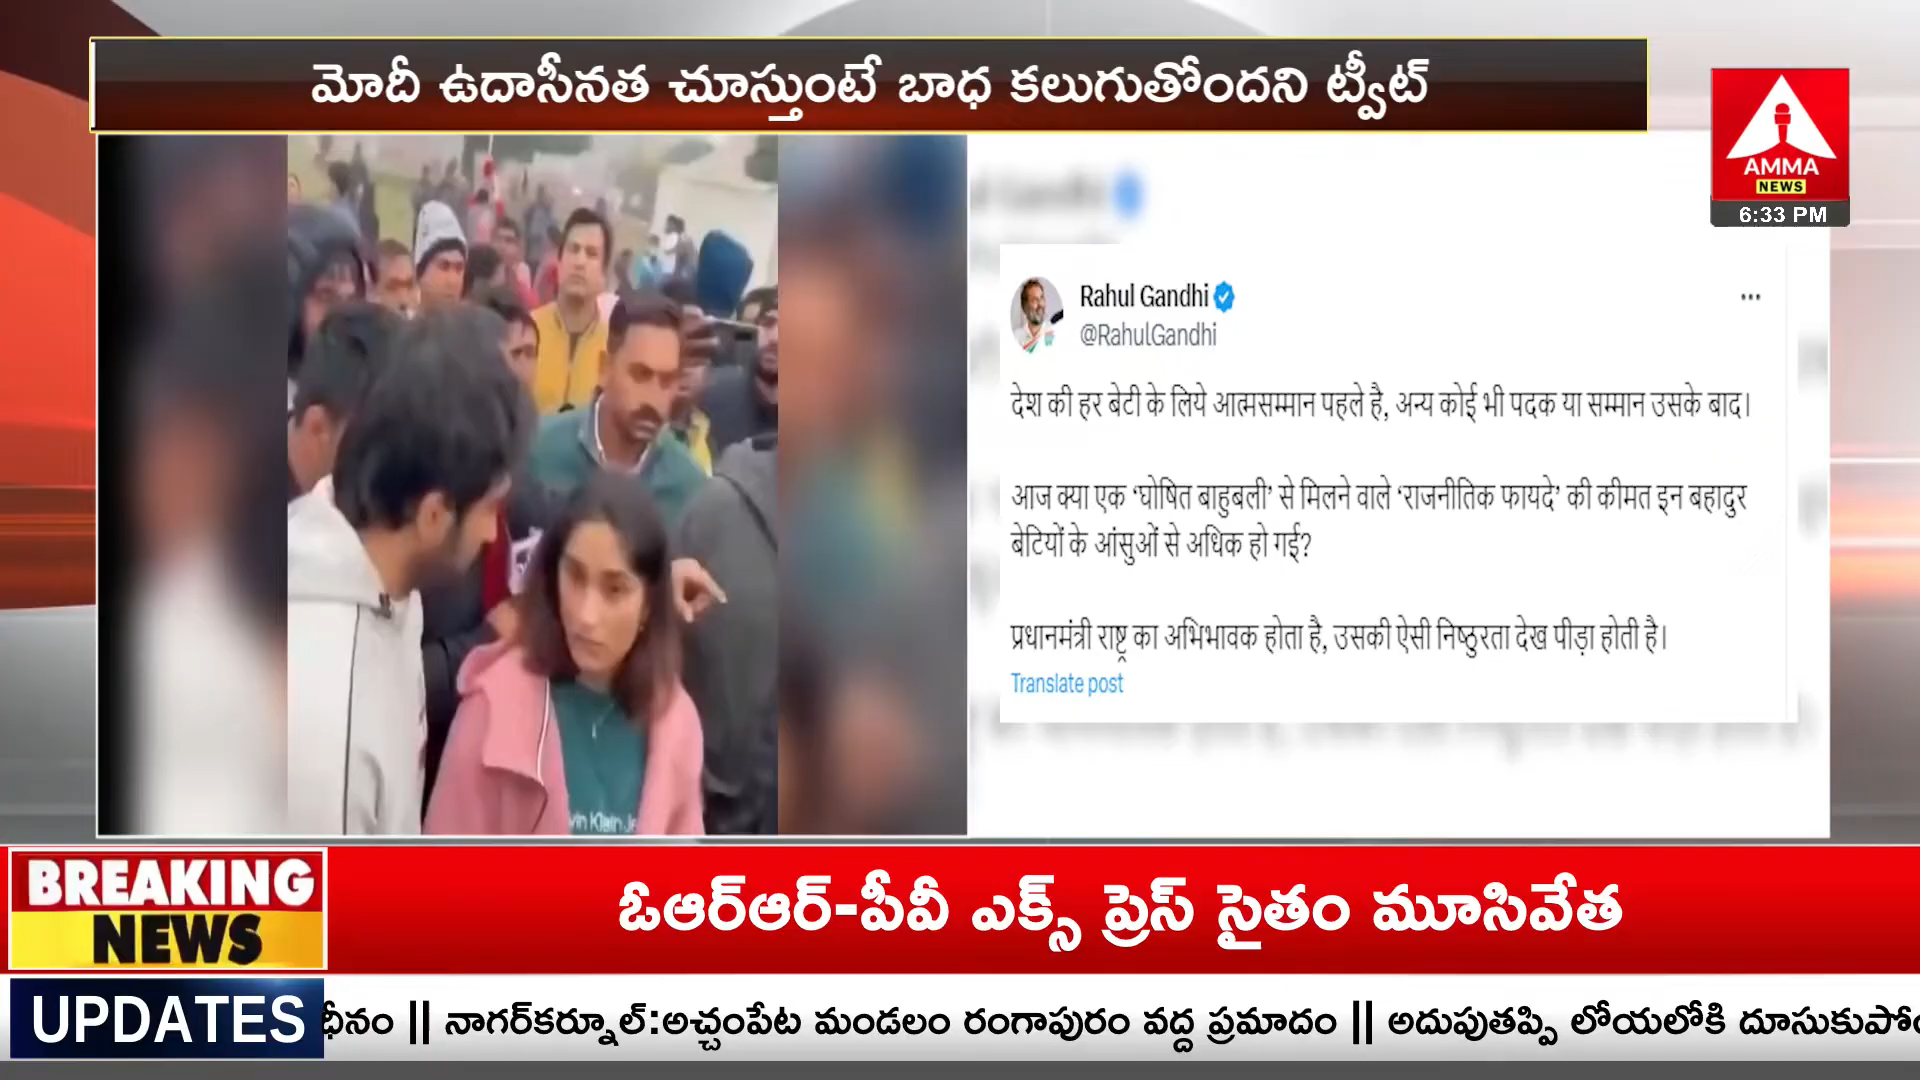 మోదీ ఉదాసీనత చూస్తుంటే బాధ కలుగుతోందని ట్వీట్
AMMA
NEWS
6:33 PM
Rahul Gandhi
@RahulGandhi
देश की हर बेटी के लिये आत्मसम्मान पहले है, अन्य कोई भी पदक या सम्मान उसके बाद।
आज क्या एक ‘घोषित बाहुबली’ से मिलने वाले ‘राजनीतिक फायदे’ की कीमत इन बहादुर
बेटियों के आंसुओं से अधिक हो गई?
प्रधानमंत्री राष्ट्र का अभिभावक होता है, उसकी ऐसी निष्ठुरता देख पीड़ा होती है।
Translate post
BREAKING
NEWS
ఓఆర్ఆర్-పీవీ ఎక్స్ ప్రెస్ సైతం మూసివేత
UPDATES
ధీనం || నాగర్‌కర్నూల్:అచ్చంపేట మండలం రంగాపురం వద్ద ప్రమాదం || అదుపుతప్పి లోయలోకి